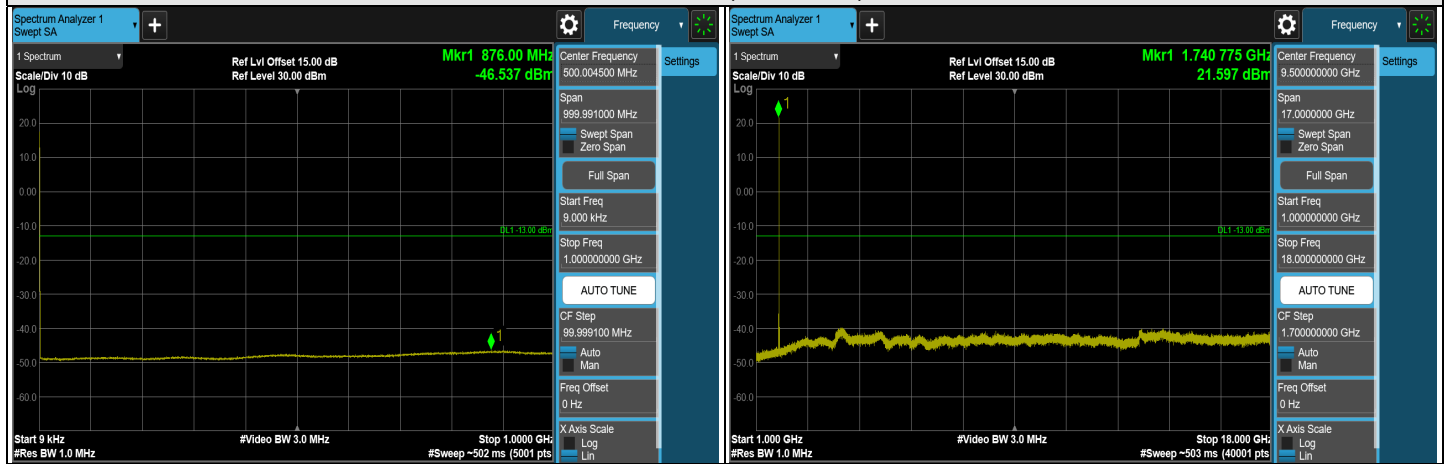 Spectrum Analyzer 1
Swept SA
+
Frequency
1 Spectrum
Scale/Div 10 dB
Log
Ref Lvl Offset 15.00 dB
Ref Level 30.00 dBm
Mkr1 876.00 MHz
-46.537 dBm
1
20.0
10.0
0.00
-10.0
-20.0
-30.0
-40.0
-50.0
-60.0
DL1 -13.00 dBm
Start 9 kHz
#Res BW 1.0 MHz
#Video BW 3.0 MHz
Stop 1.0000 GHz
#Sweep ~502 ms (5001 pts
Center Frequency
500.004500 MHz
Settings
Span
999.991000 MHz
Swept Span
Zero Span
Full Span
Start Freq
9.000 kHz
Stop Freq
1.000000000 GHz
AUTO TUNE
CF Step
99.999100 MHz
Auto
Man
Freq Offset
0 Hz
X Axis Scale
Log
Lin
Spectrum Analyzer 1
Swept SA
+
Frequency
1 Spectrum
Scale/Div 10 dB
Log
Ref Lvl Offset 15.00 dB
Ref Level 30.00 dBm
Mkr1 1.740 775 GHz
21.597 dBm
1
20.0
10.0
0.00
-10.0
-20.0
-30.0
-40.0
-50.0
-60.0
DL1 -13.00 dBm
Start 1.000 GHz
#Res BW 1.0 MHz
#Video BW 3.0 MHz
Stop 18.000 GHz
#Sweep ~503 ms (40001 pts
Center Frequency
9.500000000 GHz
Settings
Span
17.0000000 GHz
Swept Span
Zero Span
Full Span
Start Freq
1.000000000 GHz
Stop Freq
18.000000000 GHz
AUTO TUNE
CF Step
1.700000000 GHz
Auto
Man
Freq Offset
0 Hz
X Axis Scale
Log
Lin